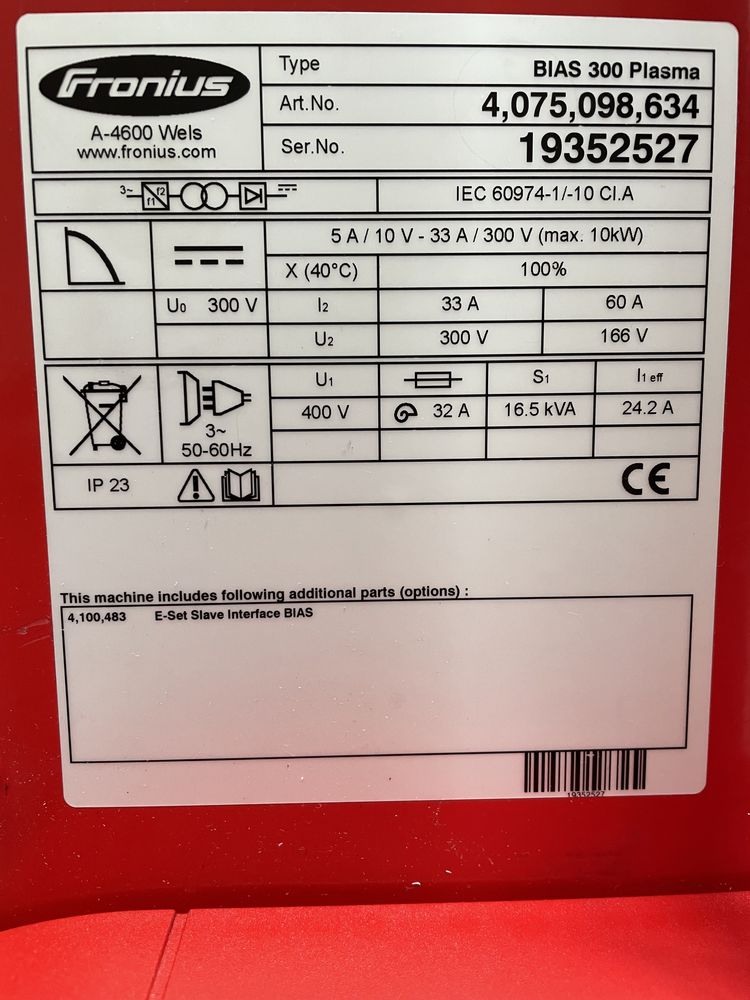 Fronius
A-4600 Wels
www.fronius.com
Type BIAS 300 Plasma
Art.No. 4,075,098,634
Ser.No. 19352527
3~ f1 f2 IEC 60974-1/-10 Cl.A
5 A / 10 V - 33 A / 300 V (max. 10kW)
X (40°C) 100%
U0 300 V I2 33 A 60 A
U2 300 V 166 V
U1 S1 I1 eff
400 V 32 A 16.5 kVA 24.2 A
3~
50-60Hz
IP 23 CE
This machine includes following additional parts (options) :
4,100,483 E-Set Slave Interface BIAS
19352527